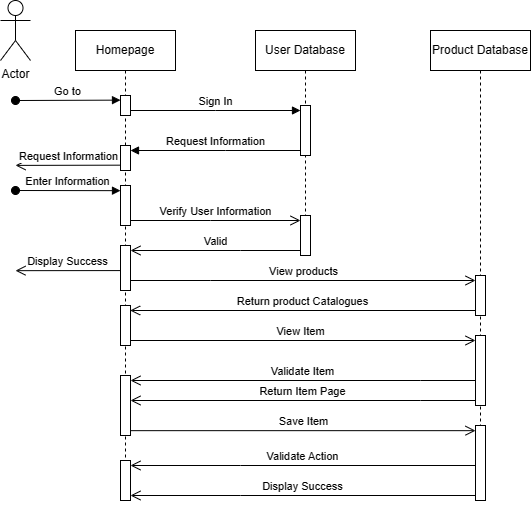 Homepage
User Database
Product Database
Actor
Go to
Sign In
Request Information
Request Information
Enter Information
Verify User Information
Valid
Display Success
View products
Return product Catalogues
View Item
Validate Item
Return Item Page
Save Item
Validate Action
Display Success